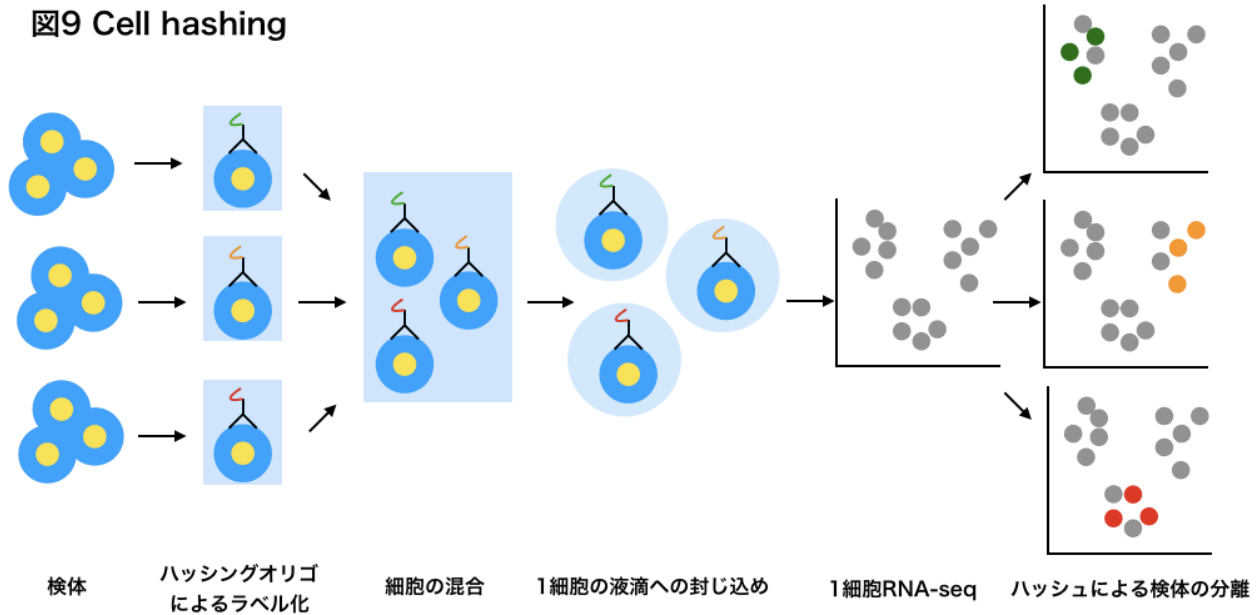 図9 Cell hashing
検体
ハッシングオリゴ
によるラベル化
細胞の混合
1細胞の液滴への封じ込め
1細胞RNA-seq
ハッシュによる検体の分離